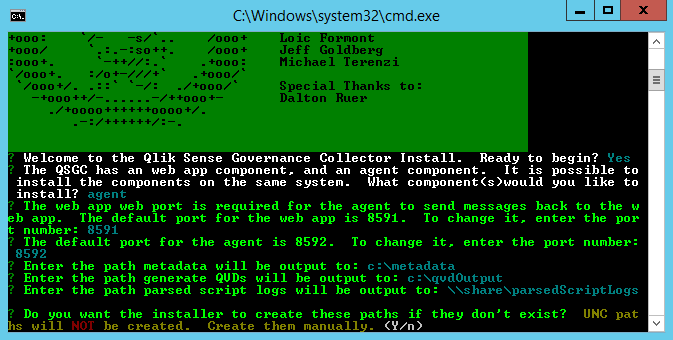 C:\Windows\system32\cmd.exe
+ooo:     `/-   -s/`..    /ooo+   Loic Formont
+ooo/     `.:.-:so++.    /ooo+   Jeff Goldberg
:ooo+.     `-++//:.`    .+ooo:   Michael Terenzi
`/ooo+.   :/o+-///+`   .+ooo/`
`/ooo+/. .::` `-/:  ./+ooo/`     Special Thanks to:
-+ooo++/-......-/++ooo+-       Dalton Ruer
./+oooo++++++oooo+/.
.-:/++++++/:-.
? Welcome to the Qlik Sense Governance Collector Install.  Ready to begin? Yes
? The QSGC has an web app component, and an agent component.  It is possible to
install the components on the same system.  What component(s)would you like to
install? agent
? The web app web port is required for the agent to send messages back to the w
eb app.  The default port for the web app is 8591.  To change it, enter the por
t number: 8591
? The default port for the agent is 8592.  To change it, enter the port number:
8592
? Enter the path metadata will be output to: c:\metadata
? Enter the path generate QVDs will be output to: c:\qvdOutput
? Enter the path parsed script logs will be output to: \\share\parsedScriptLogs
? Do you want the installer to create these paths if they don't exist?  UNC pat
hs will NOT be created.  Create them manually. (Y/n)